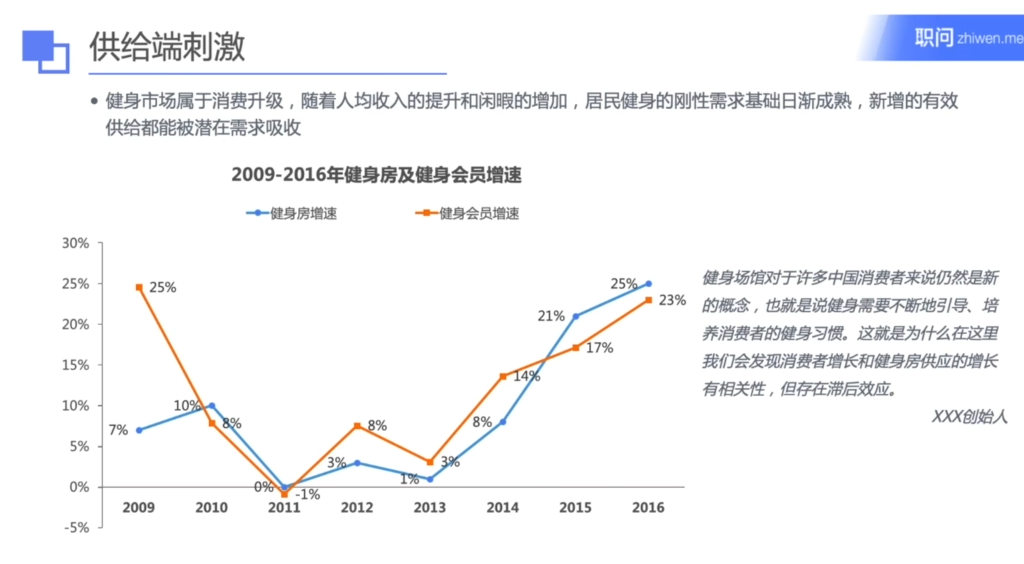 供给端刺激
职问 zhiwen.me
• 健身市场属于消费升级，随着人均收入的提升和闲暇的增加，居民健身的刚性需求基础日渐成熟，新增的有效
供给都能被潜在需求吸收
2009-2016年健身房及健身会员增速
健身房增速 健身会员增速
30%
25%
20%
15%
10%
5%
0%
-5%
7% 10% 0% 3% 1% 8% 21% 25%
25% 8% -1% 8% 3% 14% 17% 23%
2009 2010 2011 2012 2013 2014 2015 2016
健身场馆对于许多中国消费者来说仍然是新
的概念，也就是说健身需要不断地引导、培
养消费者的健身习惯。这就是为什么在这里
我们会发现消费者增长和健身房供应的增长
有相关性，但存在滞后效应。
XXX创始人